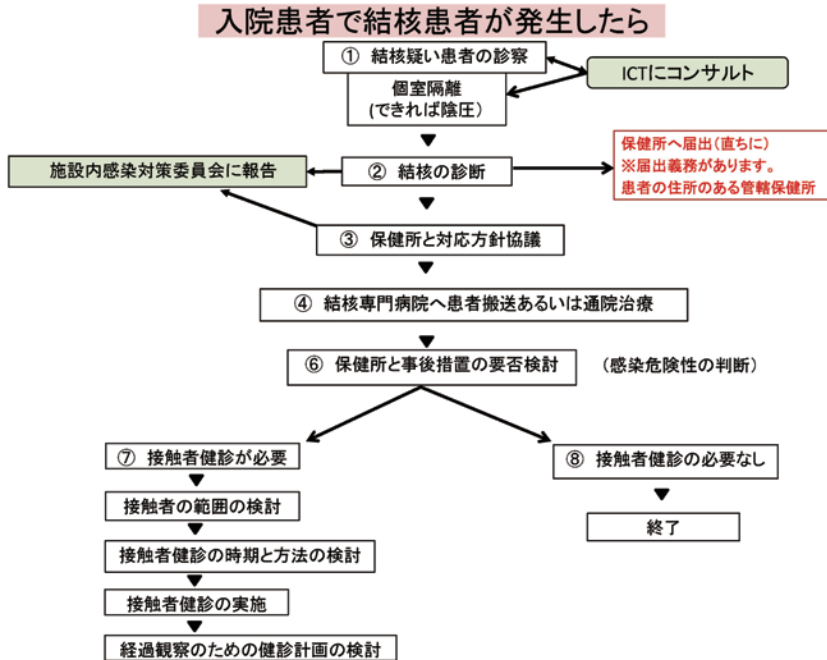 入院患者で結核患者が発生したら
① 結核疑い患者の診察
ICTにコンサルト
個室隔離
(できれば陰圧)
保健所へ届出(直ちに)
※届出義務があります。
患者の住所のある管轄保健所
施設内感染対策委員会に報告
② 結核の診断
③ 保健所と対応方針協議
④ 結核専門病院へ患者搬送あるいは通院治療
⑥ 保健所と事後措置の要否検討
(感染危険性の判断)
⑦ 接触者健診が必要
⑧ 接触者健診の必要なし
接触者の範囲の検討
終了
接触者健診の時期と方法の検討
接触者健診の実施
経過観察のための健診計画の検討